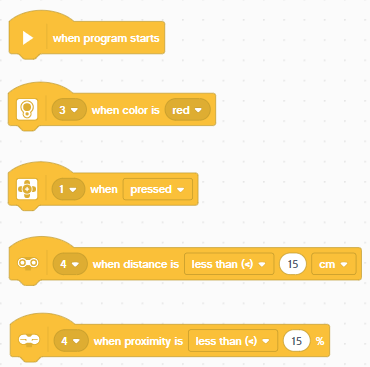 when program starts
3 when color is red
1 when pressed
4 when distance is less than (<) 15 cm
4 when proximity is less than (<) 15 %